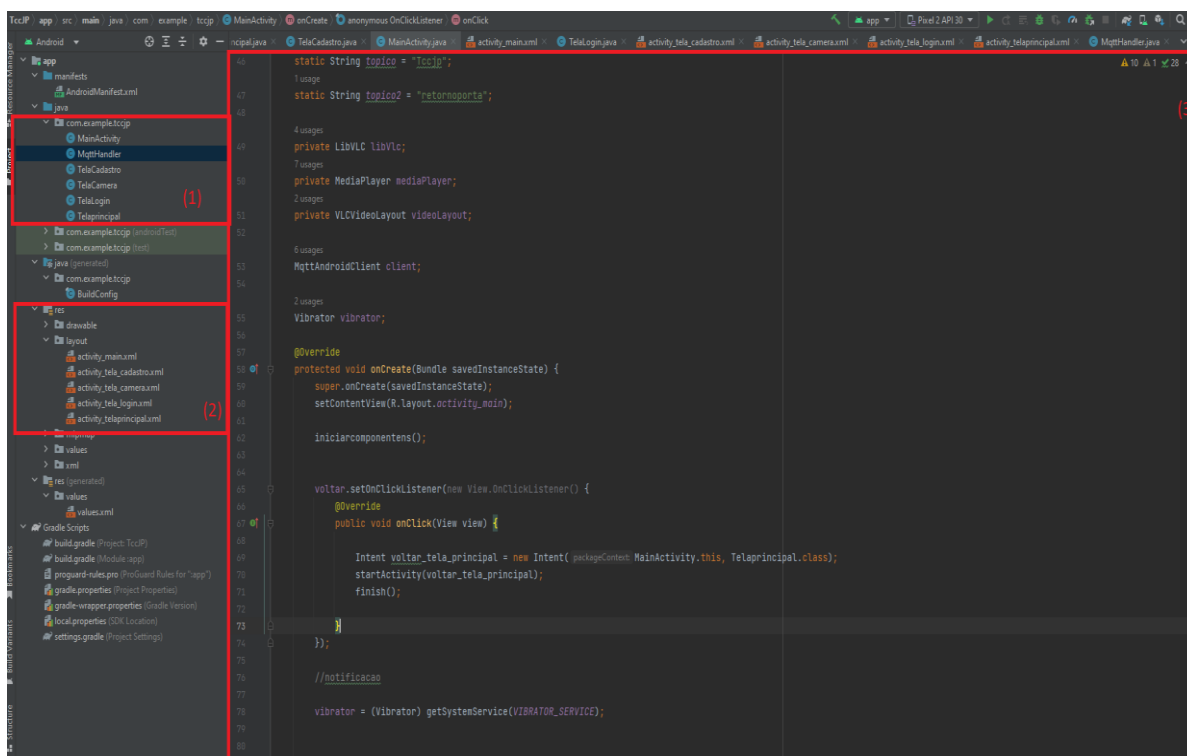 TccJP
app
src
main
java
com
example
tccjp
MainActivity
onCreate
anonymous OnClickListener
onClick
app
Pixel 2 API 30
Android
ncipal.java
TelaCadastro.java
MainActivity.java
activity_main.xml
TelaLogin.java
activity_tela_cadastro.xml
activity_tela_camera.xml
activity_tela_login.xml
activity_telaprincipal.xml
MqttHandler.java
Resource Manager
Project
Bookmarks
Build Variants
Structure
app
manifests
AndroidManifest.xml
java
com.example.tccjp
MainActivity
MqttHandler
TelaCadastro
TelaCamera
TelaLogin
Telaprincipal
(1)
com.example.tccjp (androidTest)
com.example.tccjp (test)
java (generated)
com.example.tccjp
BuildConfig
res
drawable
layout
activity_main.xml
activity_tela_cadastro.xml
activity_tela_camera.xml
activity_tela_login.xml
activity_telaprincipal.xml
(2)
values
xml
res (generated)
values
values.xml
Gradle Scripts
build.gradle (Project: TccJP)
build.gradle (Module :app)
proguard-rules.pro (ProGuard Rules for ":app")
gradle.properties (Project Properties)
gradle-wrapper.properties (Gradle Version)
local.properties (SDK Location)
settings.gradle (Project Settings)
10 1 28
(3
46 static String topico = "Tccjp";
1 usage
47 static String topico2 = "retornoporta";
48
4 usages
49 private LibVLC libVlc;
7 usages
50 private MediaPlayer mediaPlayer;
2 usages
51 private VLCVideoLayout videoLayout;
52
6 usages
53 MqttAndroidClient client;
54
2 usages
55 Vibrator vibrator;
56
57 @Override
58 protected void onCreate(Bundle savedInstanceState) {
59 super.onCreate(savedInstanceState);
60 setContentView(R.layout.activity_main);
61
62 iniciarcomponentens();
63
64
65 voltar.setOnClickListener(new View.OnClickListener() {
66 @Override
67 public void onClick(View view) {
68
69 Intent voltar_tela_principal = new Intent( packageContext: MainActivity.this, Telaprincipal.class);
70 startActivity(voltar_tela_principal);
71 finish();
72
73 }
74 });
75
76 //notificacao
77
78 vibrator = (Vibrator) getSystemService(VIBRATOR_SERVICE);
79
80